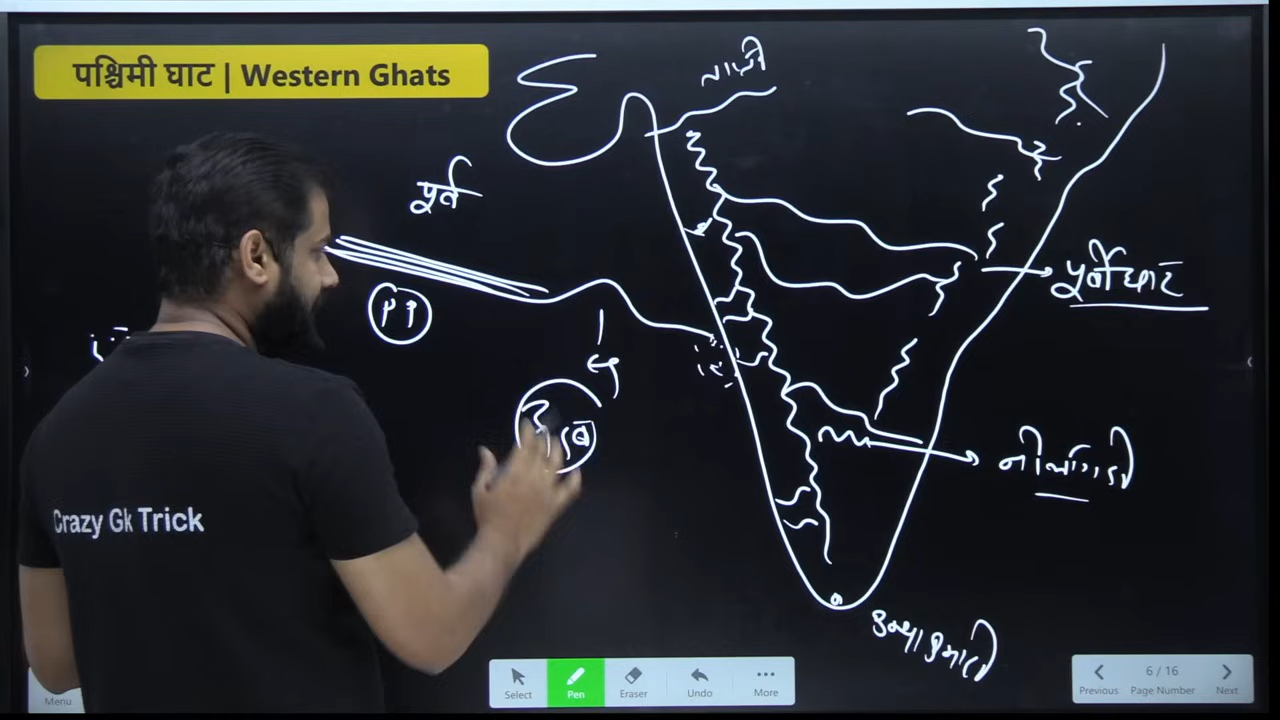 पश्चिमी घाट | Western Ghats
ताप्ती
पूर्व
पूर्वी घाट
नीलगिरी
कन्याकुमारी
Crazy Gk Trick
Select
Pen
Eraser
Undo
More
Menu
Previous
6 / 16
Page Number
Next